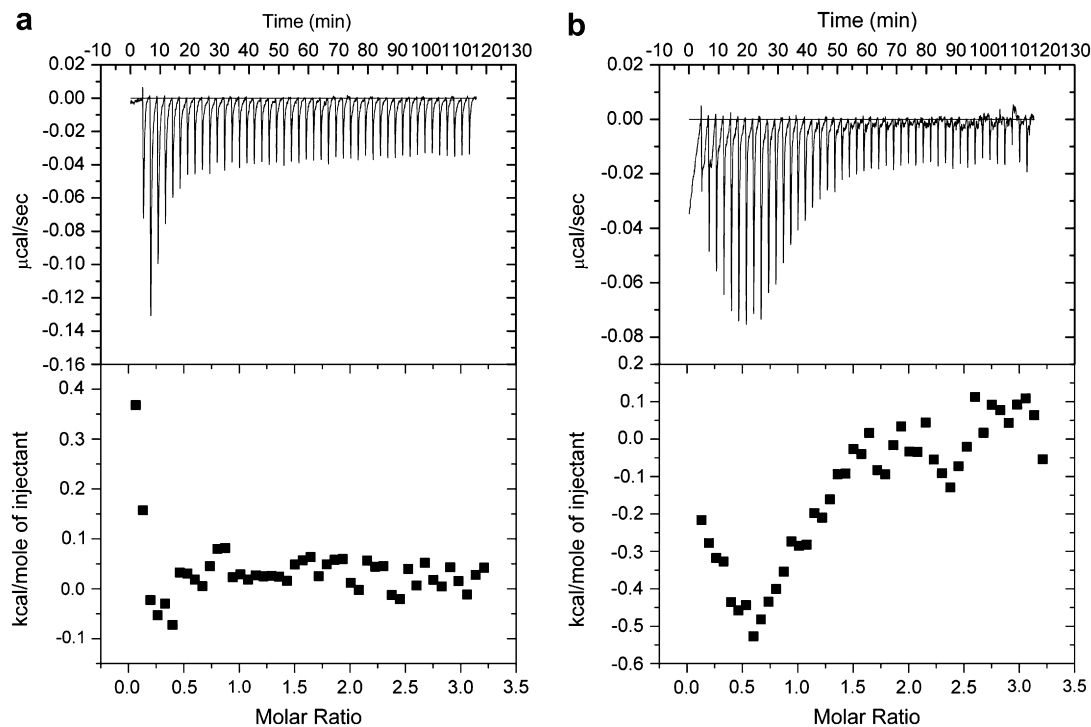 a
Time (min)
-10 0 10 20 30 40 50 60 70 80 90 100 110 120 130
0.02
0.00
-0.02
-0.04
-0.06
-0.08
-0.10
-0.12
-0.14
-0.16
µcal/sec
0.4
0.3
0.2
0.1
0.0
-0.1
kcal/mole of injectant
0.0 0.5 1.0 1.5 2.0 2.5 3.0 3.5
Molar Ratio
b
Time (min)
-10 0 10 20 30 40 50 60 70 80 90 100 110 120 130
0.02
0.00
-0.02
-0.04
-0.06
-0.08
µcal/sec
0.2
0.1
0.0
-0.1
-0.2
-0.3
-0.4
-0.5
-0.6
kcal/mole of injectant
0.0 0.5 1.0 1.5 2.0 2.5 3.0 3.5
Molar Ratio